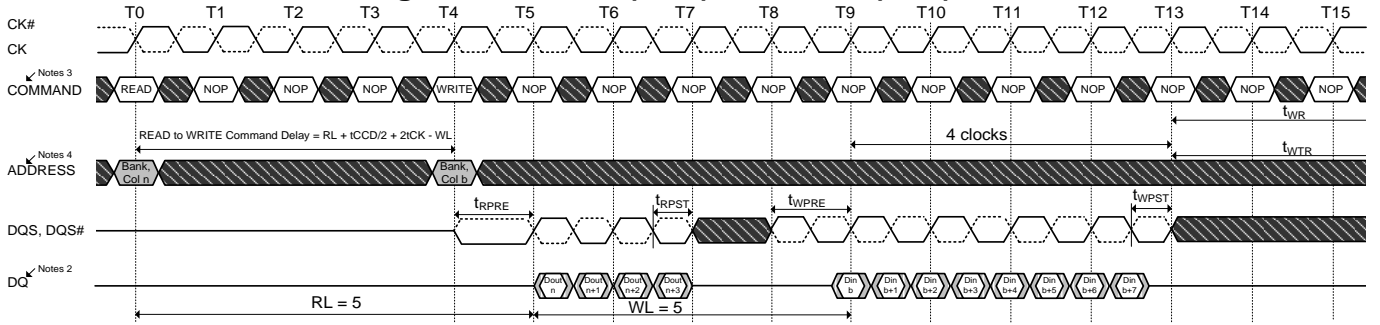 T0 T1 T2 T3 T4 T5 T6 T7 T8 T9 T10 T11 T12 T13 T14 T15
CK#
CK
Notes 3
COMMAND READ NOP NOP NOP WRITE NOP NOP NOP NOP NOP NOP NOP NOP NOP NOP NOP
tWR
READ to WRITE Command Delay = RL + tCCD/2 + 2tCK - WL
4 clocks
tWTR
Notes 4
ADDRESS
Bank, Col n
Bank, Col b
tRPRE tRPST tWPRE tWPST
DQS, DQS#
Notes 2
DQ
Dout n
Dout n+1
Dout n+2
Dout n+3
Din b
Din b+1
Din b+2
Din b+3
Din b+4
Din b+5
Din b+6
Din b+7
RL = 5
WL = 5